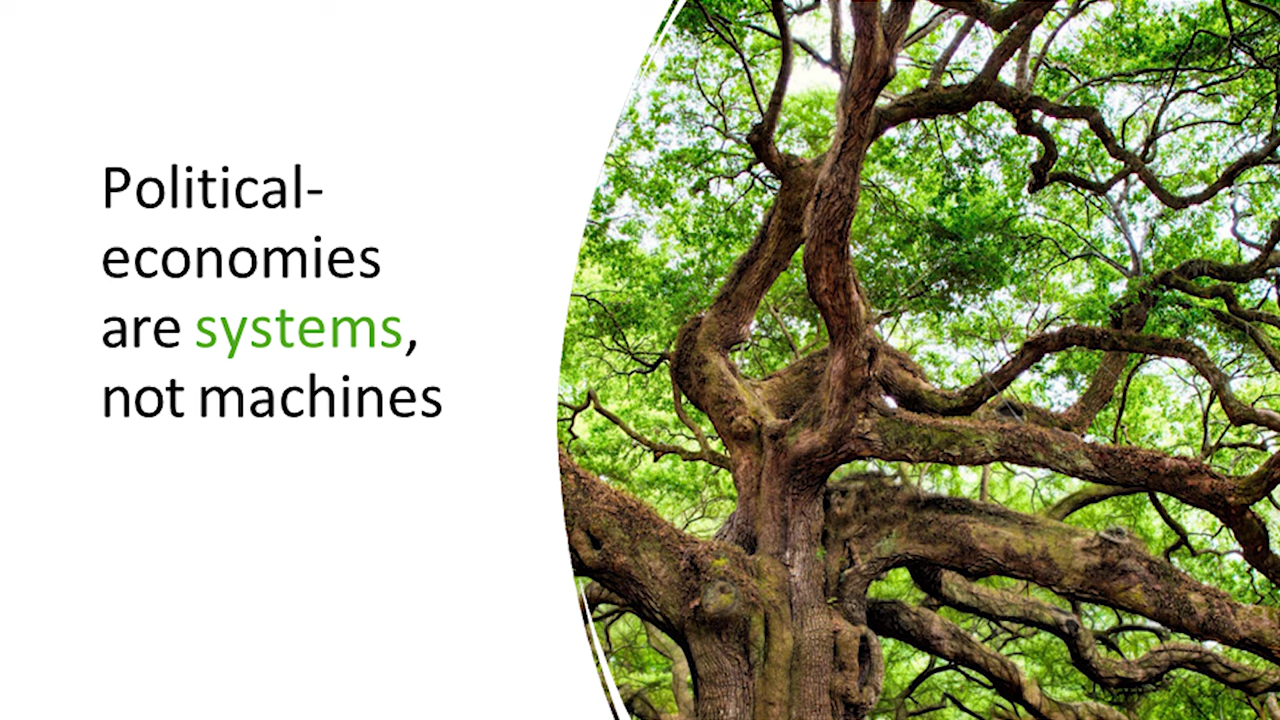 Political-
economies
are systems,
not machines